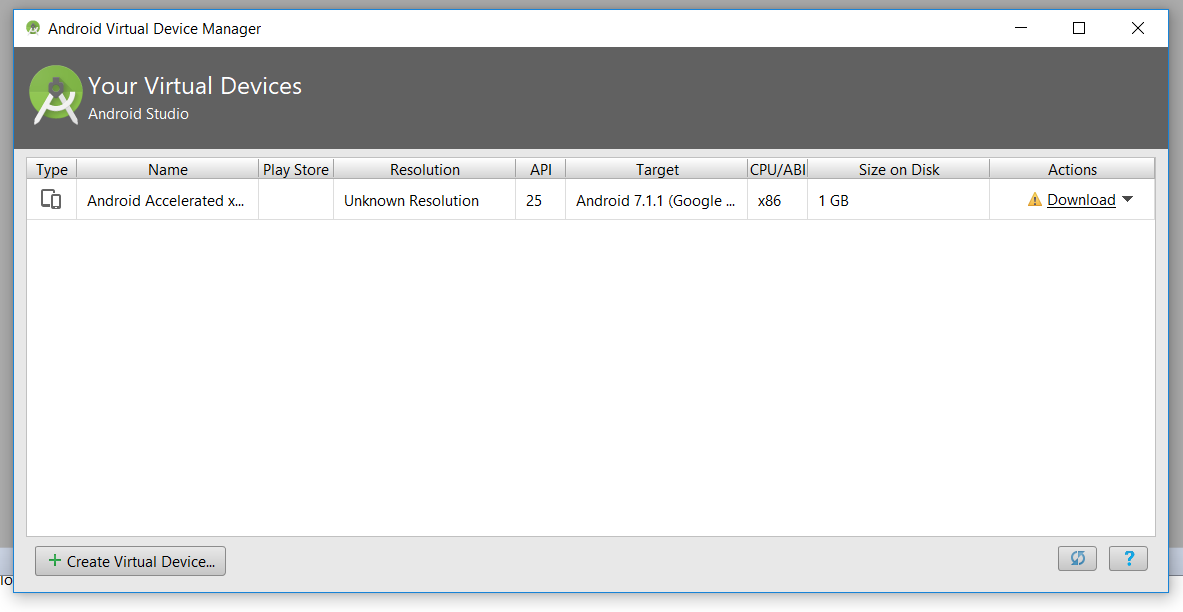 Android Virtual Device Manager
Your Virtual Devices
Android Studio
Type Name Play Store Resolution API Target CPU/ABI Size on Disk Actions
Android Accelerated x... Unknown Resolution 25 Android 7.1.1 (Google ... x86 1 GB Download
+ Create Virtual Device... ?